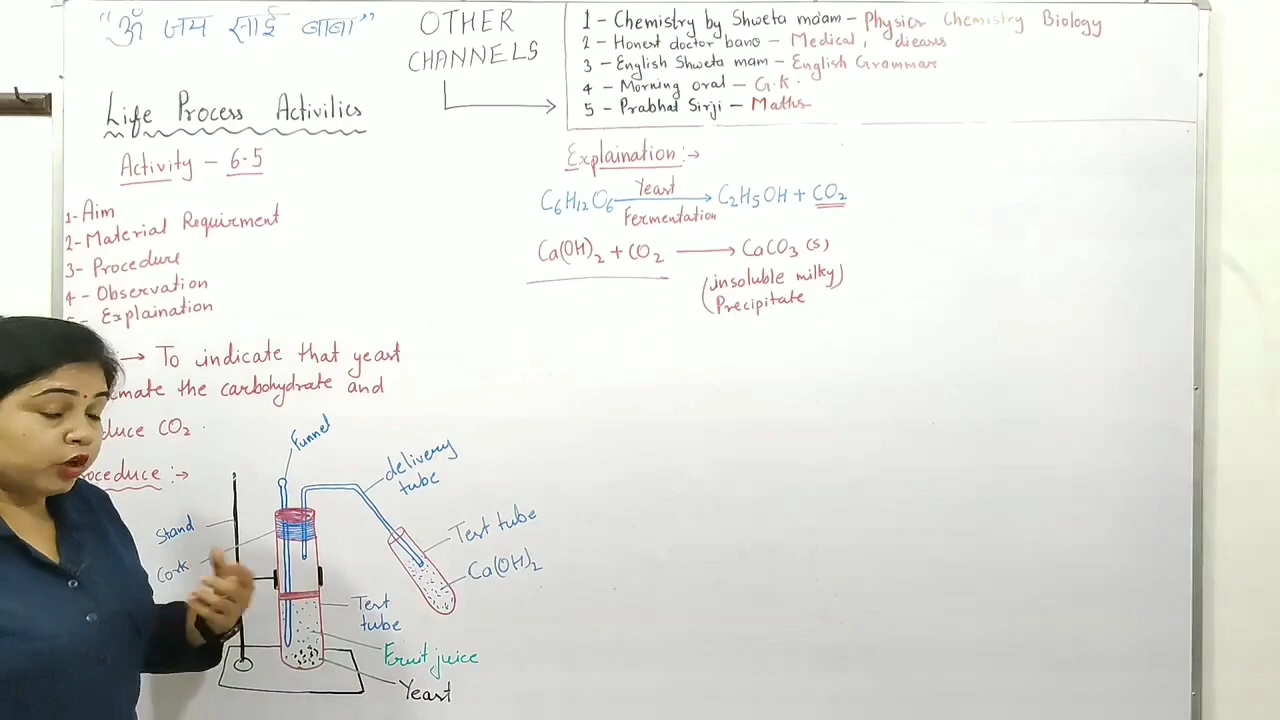 "ॐ जय साई बाबा"
OTHER
CHANNELS
1 - Chemistry by Shweta ma'am - Physics Chemistry Biology
2 - Honest doctor bano - Medical, dieaves
3 - English Shweta mam - English Grammar
4 - Morning oral - G.K.
5 - Prabhat Sirji - Maths
Life Process Activities
Activity - 6.5
1- Aim
2- Material Requirment
3- Procedure
4 - Observation
5- Explaination
→ To indicate that yeast
the carbohydrate and
CO2.
:→
Explaination :→
C6H12O6 Yeast Fermentation → C2H5OH + CO2
Ca(OH)2 + CO2 → CaCO3 (s)
(insoluble milky)
(Precipitate
Funnel
delivery
tube
Stand
Cork
Test tube
Ca(OH)2
Test
tube
Fruit juice
Yeast